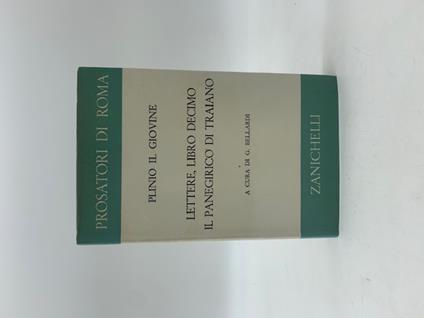 PROSATORI DI ROMA
PLINIO IL GIOVINE
LETTERE, LIBRO DECIMO
IL PANEGIRICO DI TRAIANO
A CURA DI G. BELLARDI
ZANICHELLI